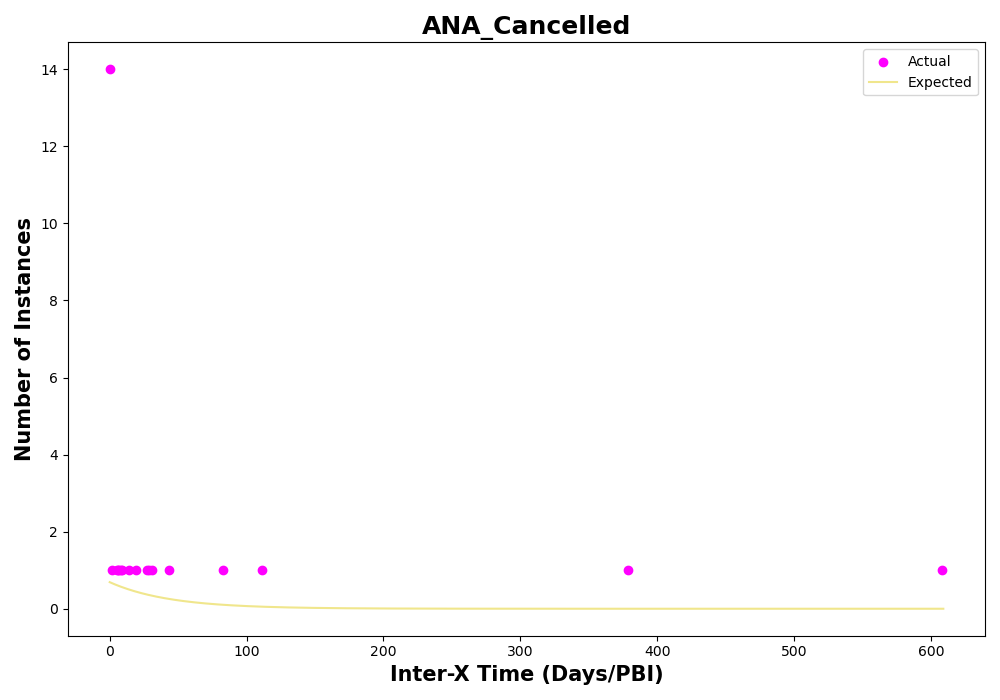 ANA_Cancelled
Actual
Expected
14
12
10
8
6
4
2
0
Number of Instances
0 100 200 300 400 500 600
Inter-X Time (Days/PBI)